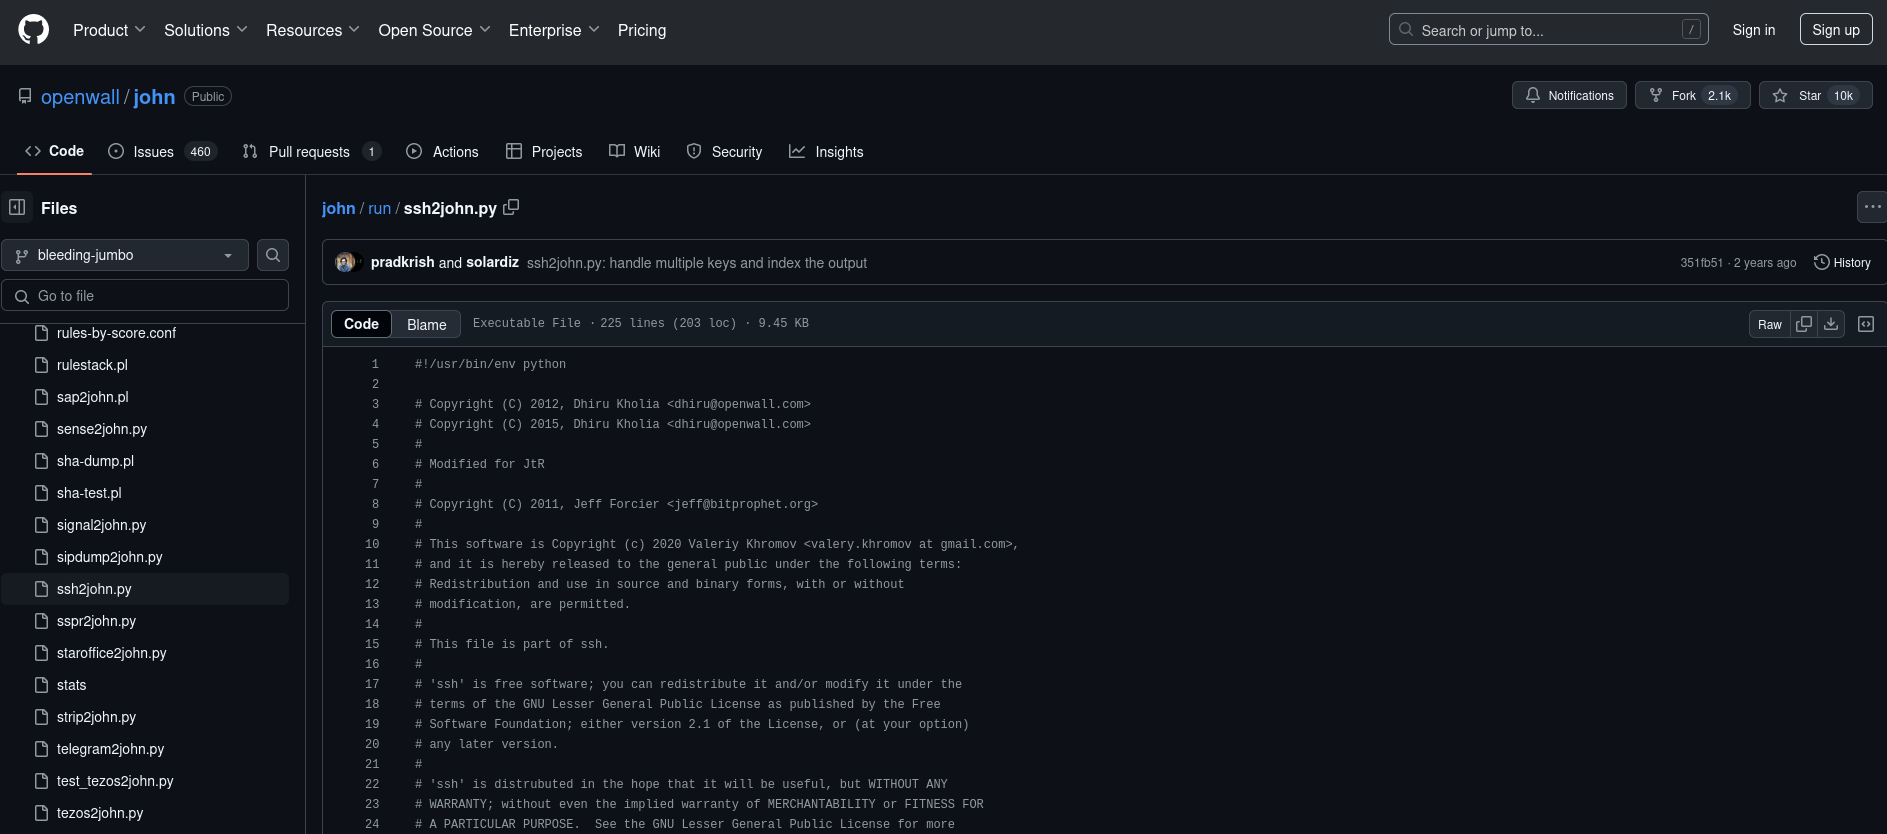 Product Solutions Resources Open Source Enterprise Pricing Search or jump to... / Sign in Sign up
openwall / john Public Notifications Fork 2.1k Star 10k
Code Issues 460 Pull requests 1 Actions Projects Wiki Security Insights
Files
bleeding-jumbo
Go to file
rules-by-score.conf
rulestack.pl
sap2john.pl
sense2john.py
sha-dump.pl
sha-test.pl
signal2john.py
sipdump2john.py
ssh2john.py
sspr2john.py
staroffice2john.py
stats
strip2john.py
telegram2john.py
test_tezos2john.py
tezos2john.py
john / run / ssh2john.py
pradkrish and solardiz ssh2john.py: handle multiple keys and index the output 351fb51 · 2 years ago History
Code Blame Executable File · 225 lines (203 loc) · 9.45 KB Raw
1 #!/usr/bin/env python
2
3 # Copyright (C) 2012, Dhiru Kholia <dhiru@openwall.com>
4 # Copyright (C) 2015, Dhiru Kholia <dhiru@openwall.com>
5 #
6 # Modified for JtR
7 #
8 # Copyright (C) 2011, Jeff Forcier <jeff@bitprophet.org>
9 #
10 # This software is Copyright (c) 2020 Valeriy Khromov <valery.khromov at gmail.com>,
11 # and it is hereby released to the general public under the following terms:
12 # Redistribution and use in source and binary forms, with or without
13 # modification, are permitted.
14 #
15 # This file is part of ssh.
16 #
17 # 'ssh' is free software; you can redistribute it and/or modify it under the
18 # terms of the GNU Lesser General Public License as published by the Free
19 # Software Foundation; either version 2.1 of the License, or (at your option)
20 # any later version.
21 #
22 # 'ssh' is distrubuted in the hope that it will be useful, but WITHOUT ANY
23 # WARRANTY; without even the implied warranty of MERCHANTABILITY or FITNESS FOR
24 # A PARTICULAR PURPOSE.  See the GNU Lesser General Public License for more